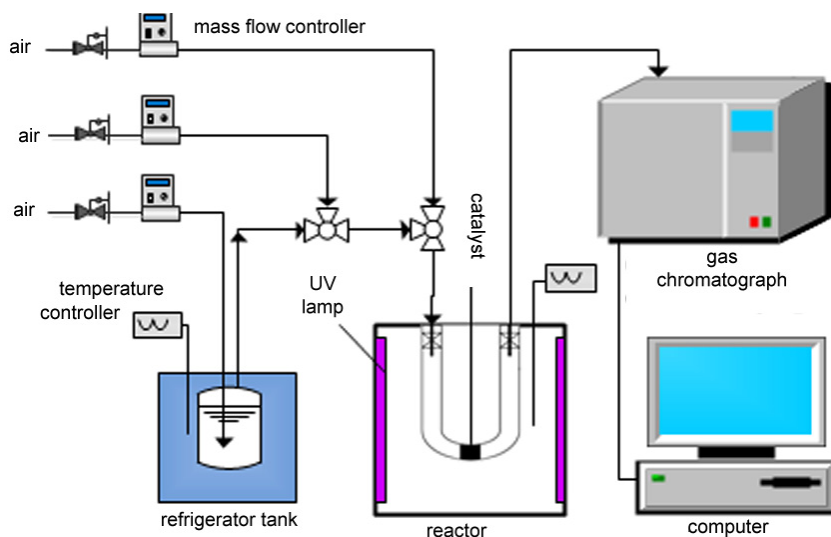 mass flow controller
air
air
air
catalyst
UV
lamp
temperature
controller
gas
chromatograph
refrigerator tank
reactor
computer